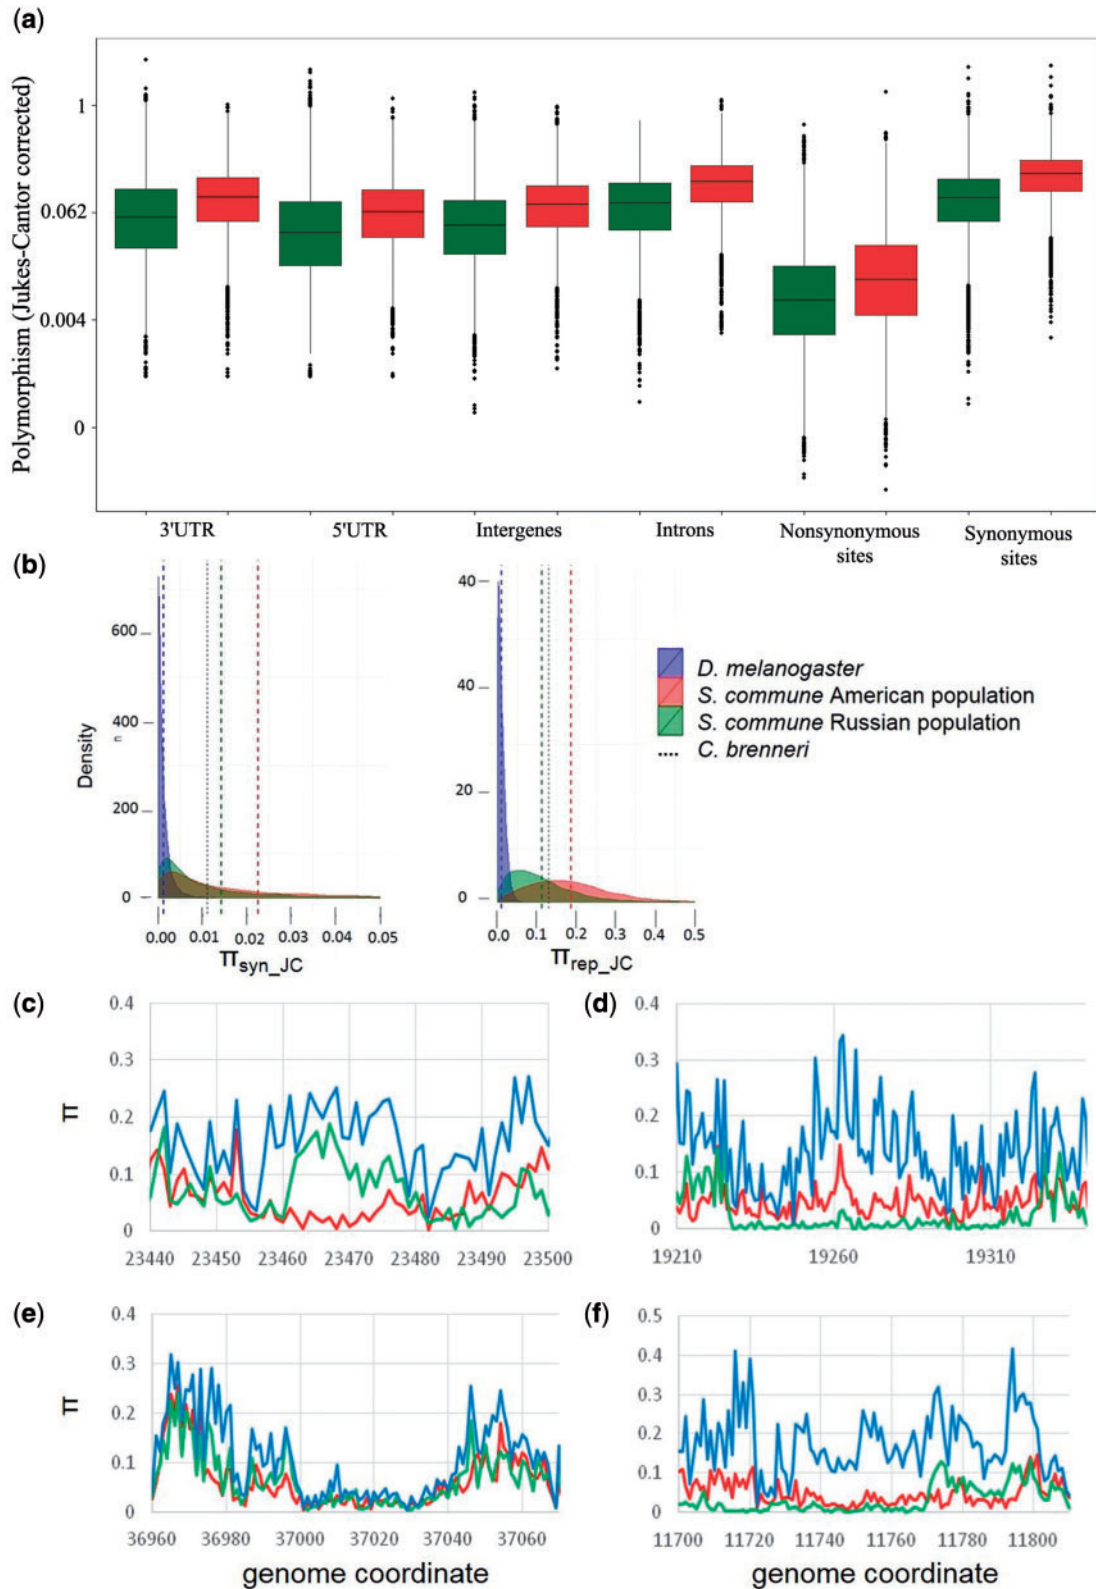 (a)
Polymorphism (Jukes-Cantor corrected)
1
0.062
0.004
0
3'UTR
5'UTR
Intergenes
Introns
Nonsynonymous
sites
Synonymous
sites
(b)
Density
n
600
400
200
0
0.00 0.01 0.02 0.03 0.04 0.05
π syn_JC
40
40
20
0
0.0 0.1 0.2 0.3 0.4 0.5
π rep_JC
D. melanogaster
S. commune American population
S. commune Russian population
C. brenneri
(c)
π
0.4
0.3
0.2
0.1
0
23440 23450 23460 23470 23480 23490 23500
(d)
0.4
0.3
0.2
0.1
0
19210 19260 19310
(e)
π
0.4
0.3
0.2
0.1
0
36960 36980 37000 37020 37040 37060
genome coordinate
(f)
0.5
0.4
0.3
0.2
0.1
0
11700 11720 11740 11760 11780 11800
genome coordinate